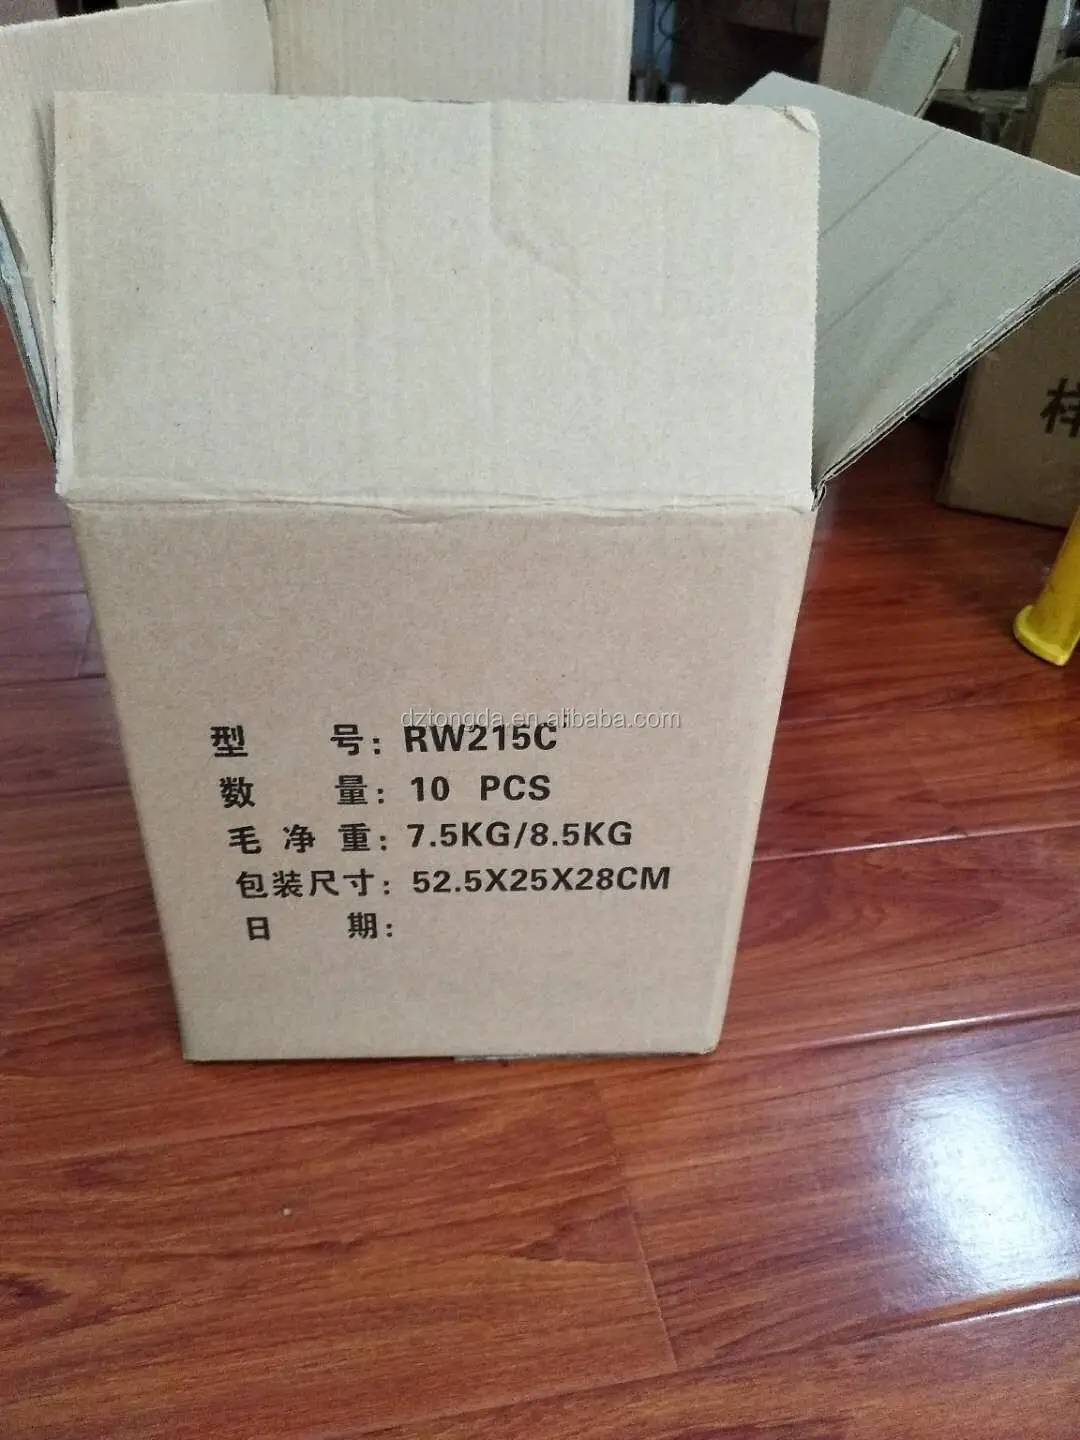 dztongda.en.alibaba.com
型 号: RW215C
数 量: 10 PCS
毛 净 重: 7.5KG/8.5KG
包装尺寸: 52.5X25X28CM
日 期: